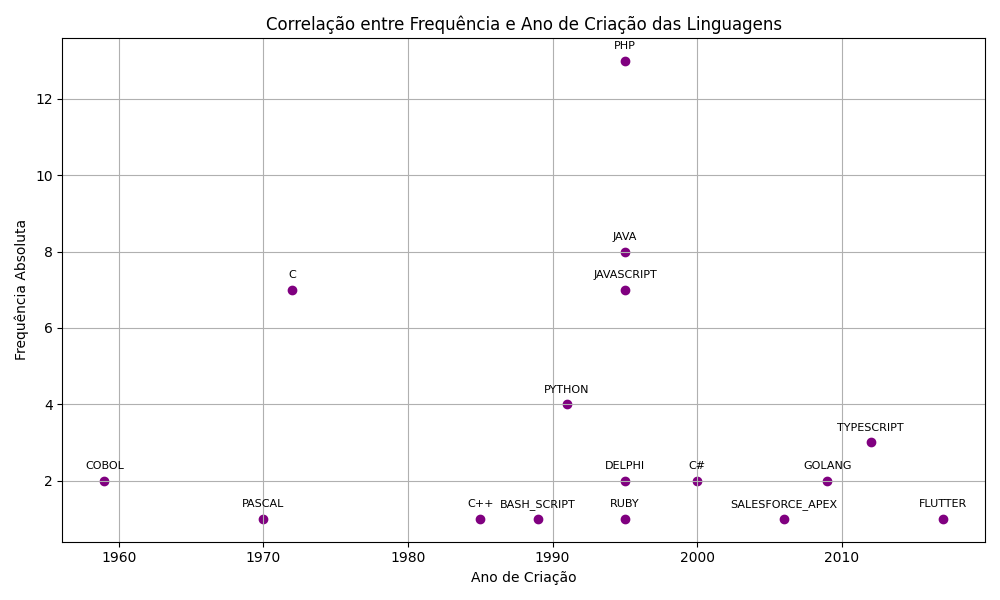 Correlação entre Frequência e Ano de Criação das Linguagens
PHP
12
10
JAVA
8
C
JAVASCRIPT
6
PYTHON
4
TYPESCRIPT
COBOL
DELPHI
C#
GOLANG
2
PASCAL
C++
BASH_SCRIPT
RUBY
SALESFORCE_APEX
FLUTTER
Frequência Absoluta
1960
1970
1980
1990
2000
2010
Ano de Criação